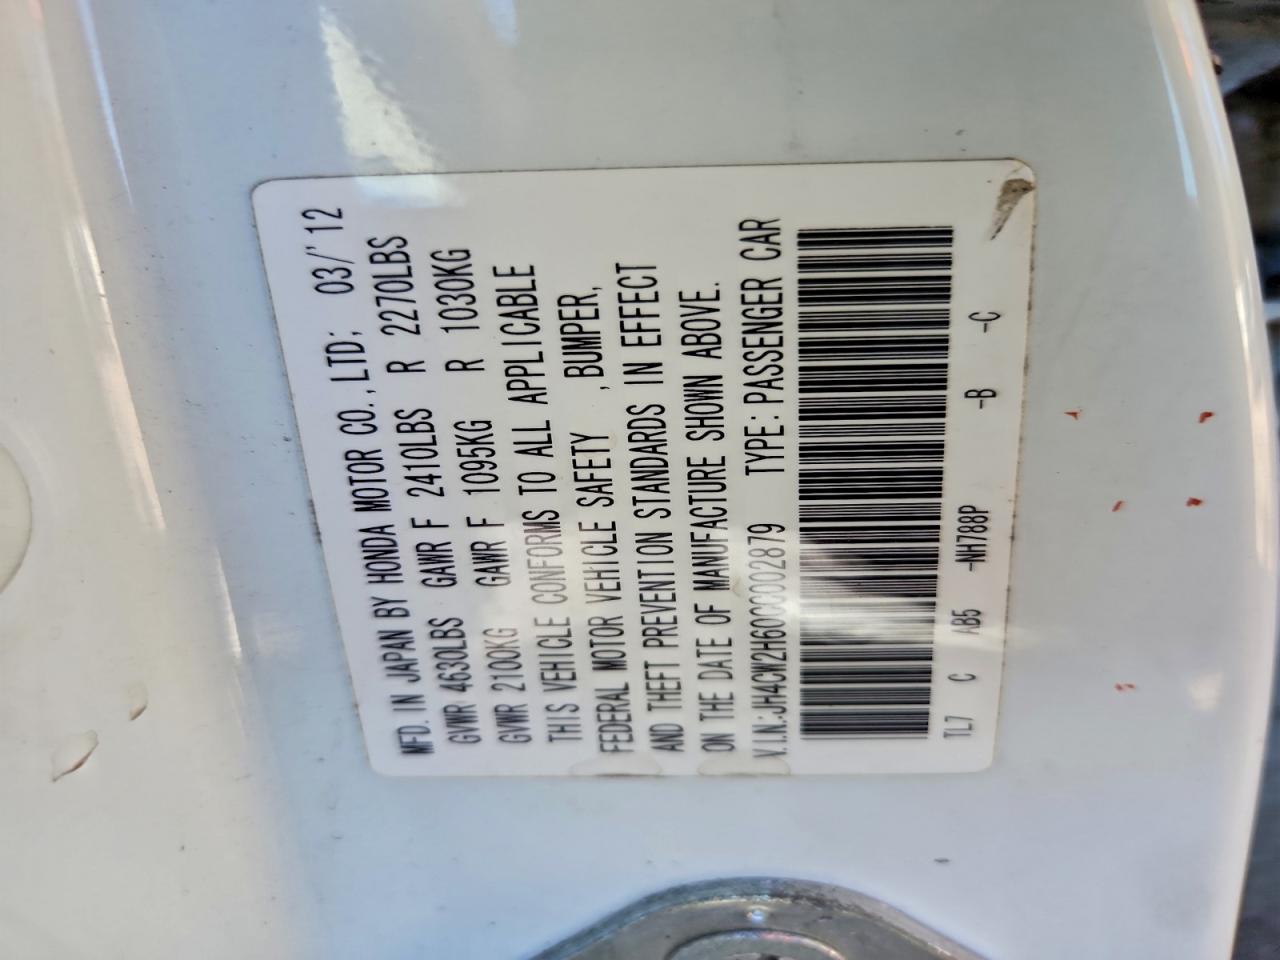 MFD. IN JAPAN BY HONDA MOTOR CO., LTD; 03/'12
GVWR 4630LBS GAWR F 2410LBS R 2270LBS
GVWR 2100KG GAWR F 1095KG R 1030KG
THIS VEHICLE CONFORMS TO ALL APPLICABLE
FEDERAL MOTOR VEHICLE SAFETY ,BUMPER,
AND THEFT PREVENTION STANDARDS IN EFFECT
ON THE DATE OF MANUFACTURE SHOWN ABOVE.
V.I.N.:JH4CW2H60CC002879 TYPE: PASSENGER CAR
TL7 C AB5 -NH788P -B -C